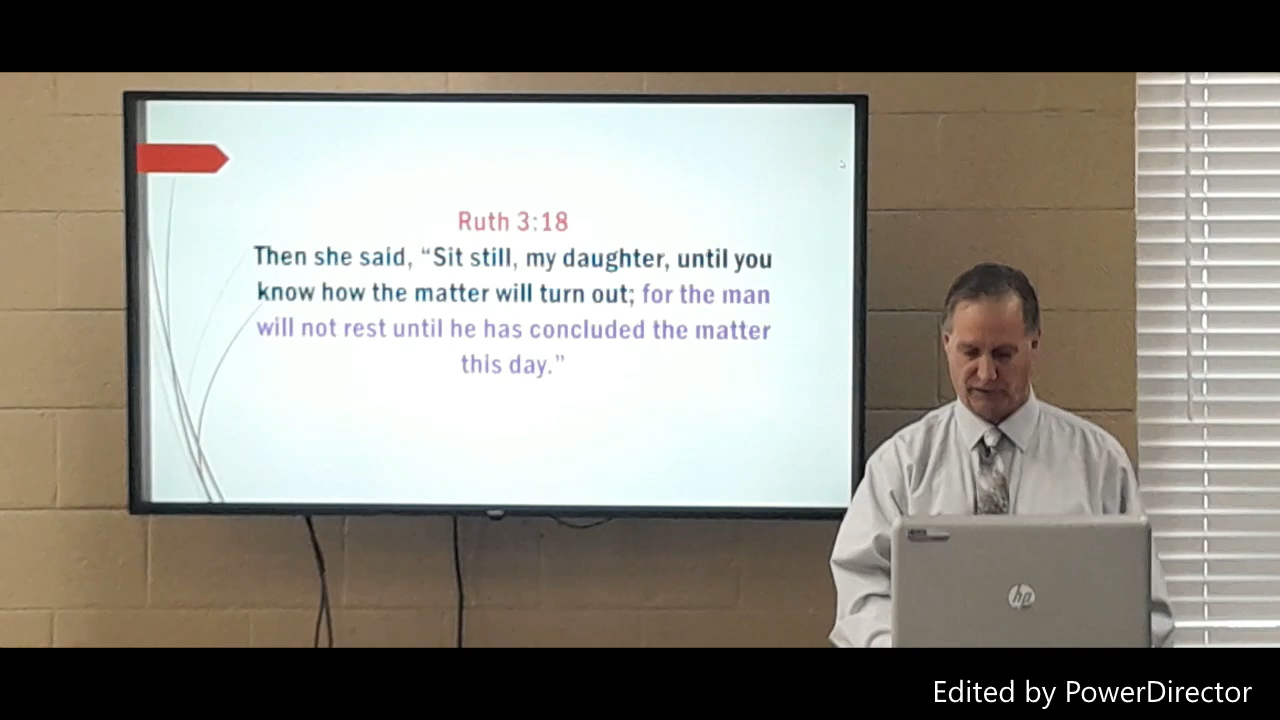 Ruth 3:18
Then she said, “Sit still, my daughter, until you
know how the matter will turn out; for the man
will not rest until he has concluded the matter
this day.”
hp
Edited by PowerDirector